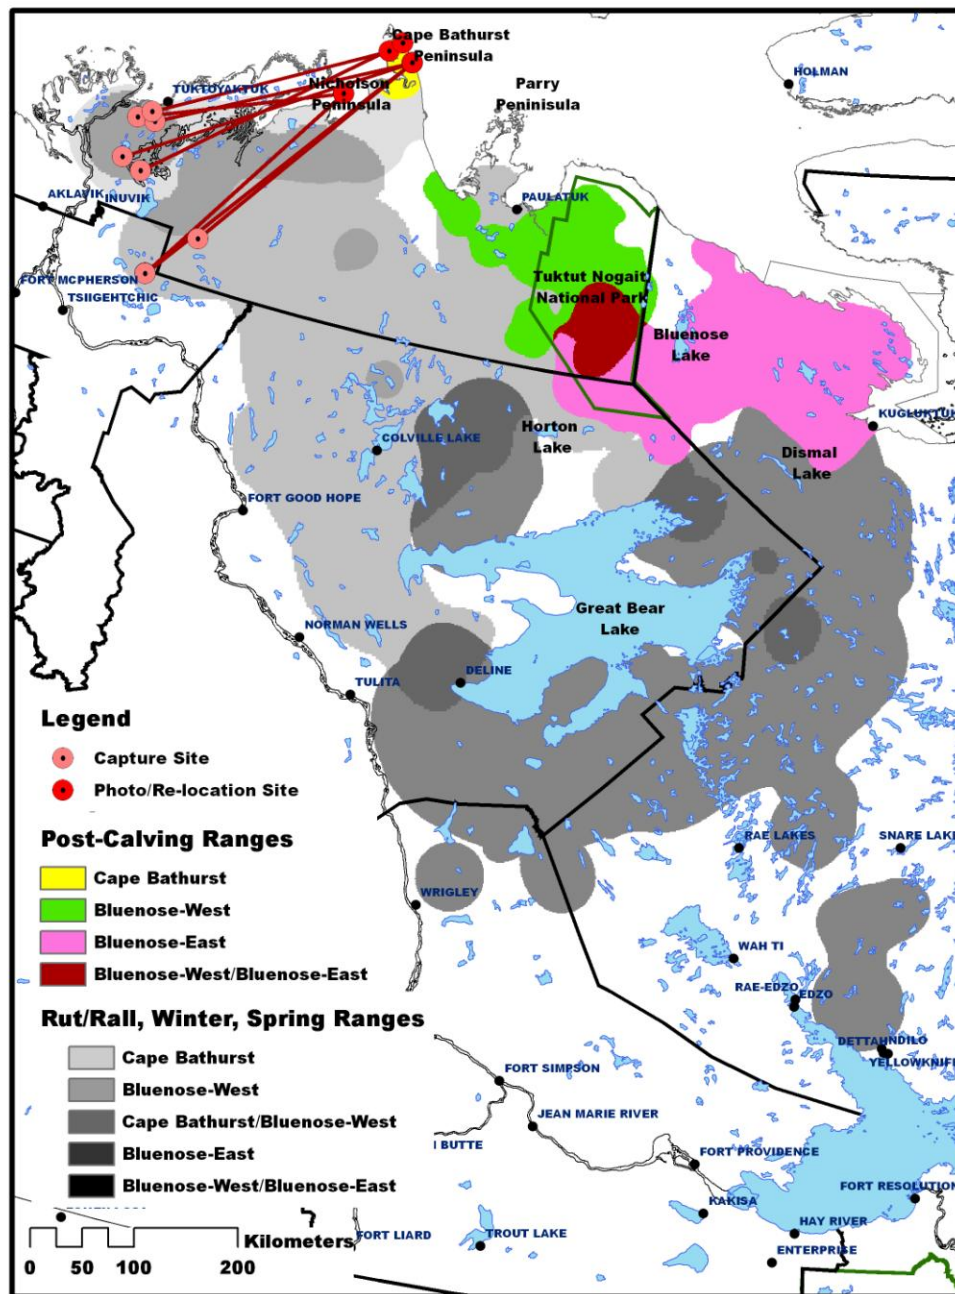 Cape Bathurst
Peninsula
HOLMAN
Nicholson
Peninsula
Parry
Peninisula
TUKTOYAKTUK
AKLAVIK
INUVIK
PAULATUK
FORT MCPHERSON
TSIIGEHTCHIC
Tuktut Nogait
National Park
Bluenose
Lake
KUGLUKTUK
Horton
Lake
Dismal
Lake
COLVILLE LAKE
FORT GOOD HOPE
Great Bear
Lake
NORMAN WELLS
DELINE
TULITA
Legend
Capture Site
Photo/Re-location Site
Post-Calving Ranges
Cape Bathurst
Bluenose-West
Bluenose-East
Bluenose-West/Bluenose-East
RAE LAKES
SNARE LAKE
WRIGLEY
WAH TI
RAE-EDZO
EDZO
DETTAH
NDILO
YELLOWKNIFE
Rut/Rall, Winter, Spring Ranges
Cape Bathurst
Bluenose-West
Cape Bathurst/Bluenose-West
Bluenose-East
Bluenose-West/Bluenose-East
FORT SIMPSON
JEAN MARIE RIVER
BUTTE
FORT PROVIDENCE
KAKISA
FORT RESOLUTION
HAY RIVER
ENTERPRISE
FORT LIARD
TROUT LAKE
Kilometers
0 50 100 200